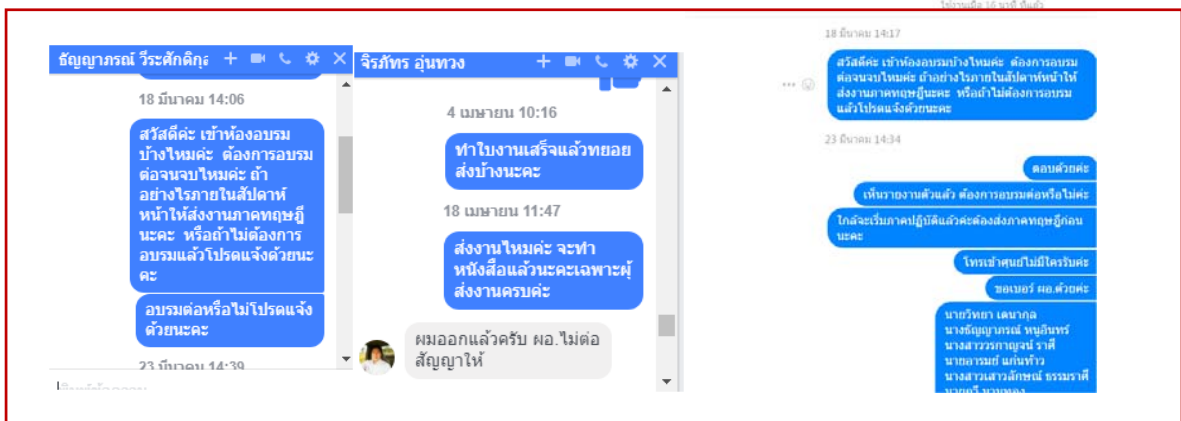 ธัญญาภรณ์ วีระศักดิกุล
18 มีนาคม 14:06
สวัสดีค่ะ เข้าห้องอบรม
บ้างไหมค่ะ ต้องการอบรม
ต่อจนจบไหมค่ะ ถ้า
อย่างไรภายในสัปดาห์
หน้าให้ส่งงานภาคทฤษฎี
นะคะ หรือถ้าไม่ต้องการ
อบรมแล้วโปรดแจ้งด้วยนะ
คะ
อบรมต่อหรือไม่โปรดแจ้ง
ด้วยนะคะ
23 มีนาคม 14:39
จิรภัทร อุ่นทวง
4 เมษายน 10:16
ทำใบงานเสร็จแล้วทยอย
ส่งบ้างนะคะ
18 เมษายน 11:47
ส่งงานไหมค่ะ จะทำ
หนังสือแล้วนะคะเฉพาะผู้
ส่งงานครบค่ะ
ผมออกแล้วครับ ผอ.ไม่ต่อ
สัญญาให้
ใช้งานเมื่อ 16 นาที ที่แล้ว
18 มีนาคม 14:17
สวัสดีค่ะ เข้าห้องอบรมบ้างไหมค่ะ ต้องการอบรม
ต่อจนจบไหมค่ะ ถ้าอย่างไรภายในสัปดาห์หน้าให้
ส่งงานภาคทฤษฎีนะคะ หรือถ้าไม่ต้องการอบรม
แล้วโปรดแจ้งด้วยนะคะ
23 มีนาคม 14:34
ตอบด้วยค่ะ
เห็นรายงานตัวแล้ว ต้องการอบรมต่อหรือไม่ค่ะ
ใกล้จะเริ่มภาคปฏิบัติแล้วค่ะต้องส่งภาคทฤษฎีก่อน
นะคะ
โทรเข้าศูนย์ไม่มีใครรับค่ะ
ขอเบอร์ ผอ.ด้วยค่ะ
นายวิทยา เดนากุล
นางธัญญาภรณ์ หนูอินทร์
นางสาววรกาญจน์ ราศี
นายอารมย์ แก่นท้าว
นางสาวเสาวลักษณ์ ธรรมราศี